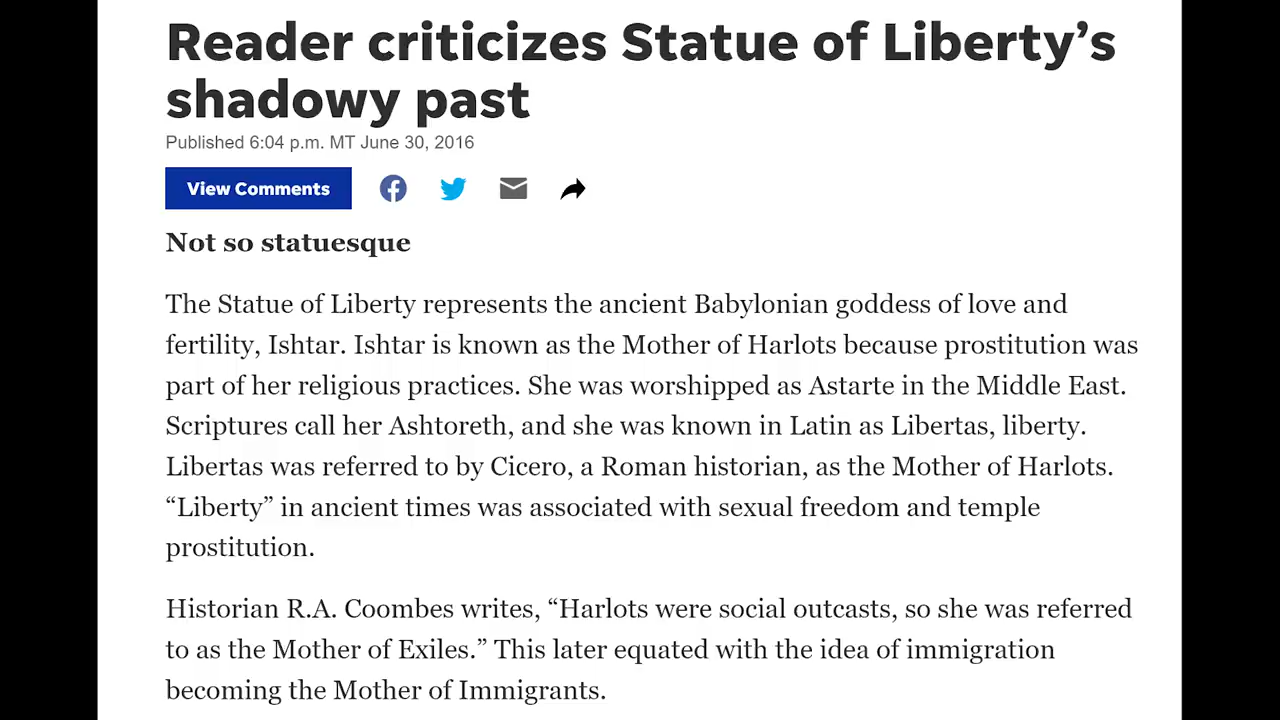 Reader criticizes Statue of Liberty’s
shadowy past
Published 6:04 p.m. MT June 30, 2016
View Comments
Not so statuesque
The Statue of Liberty represents the ancient Babylonian goddess of love and
fertility, Ishtar. Ishtar is known as the Mother of Harlots because prostitution was
part of her religious practices. She was worshipped as Astarte in the Middle East.
Scriptures call her Ashtoreth, and she was known in Latin as Libertas, liberty.
Libertas was referred to by Cicero, a Roman historian, as the Mother of Harlots.
“Liberty” in ancient times was associated with sexual freedom and temple
prostitution.
Historian R.A. Coombes writes, “Harlots were social outcasts, so she was referred
to as the Mother of Exiles.” This later equated with the idea of immigration
becoming the Mother of Immigrants.